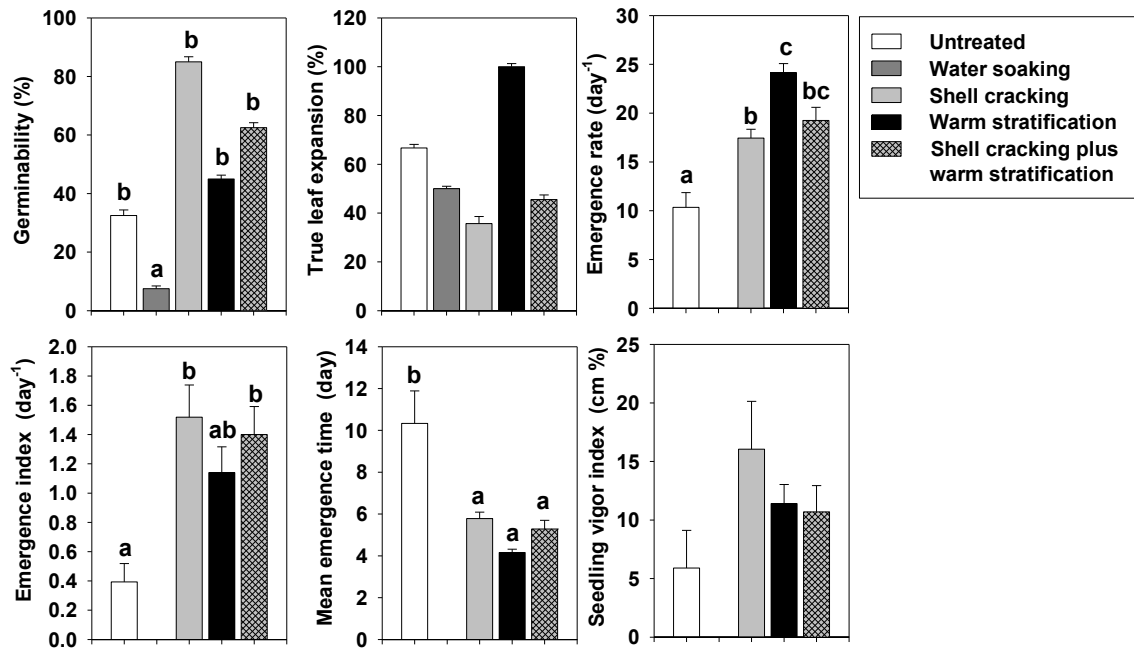 Germinability (%)
100
80
60
40
20
0
b
a
b
b
b
True leaf expansion (%)
120
100
80
60
40
20
0
Emergence rate (day⁻¹)
30
25
20
15
10
5
0
a
b
c
bc
Untreated
Water soaking
Shell cracking
Warm stratification
Shell cracking plus
warm stratification
Emergence index (day⁻¹)
2.0
1.8
1.6
1.4
1.2
1.0
0.8
0.6
0.4
0.2
0.0
a
b
ab
b
Mean emergence time (day)
14
12
10
8
6
4
2
0
b
a
a
a
Seedling vigor index (cm %)
25
20
15
10
5
0